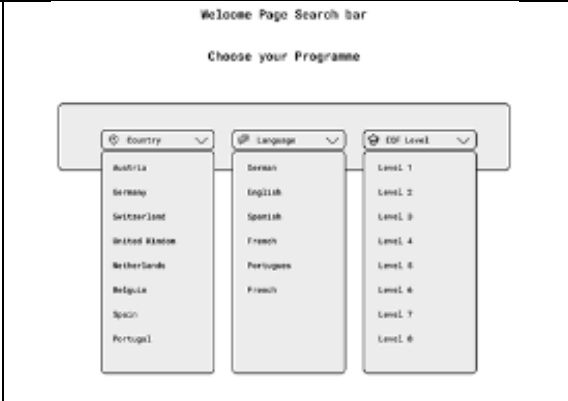 Welcome Page Search bar
Choose your Programme
Country
Language
EQF Level
Austria
Germany
Switzerland
United Kindom
Netherlands
Belguim
Spain
Portugal
German
English
Spanish
French
Portugues
French
Level 1
Level 2
Level 3
Level 4
Level 5
Level 6
Level 7
Level 8